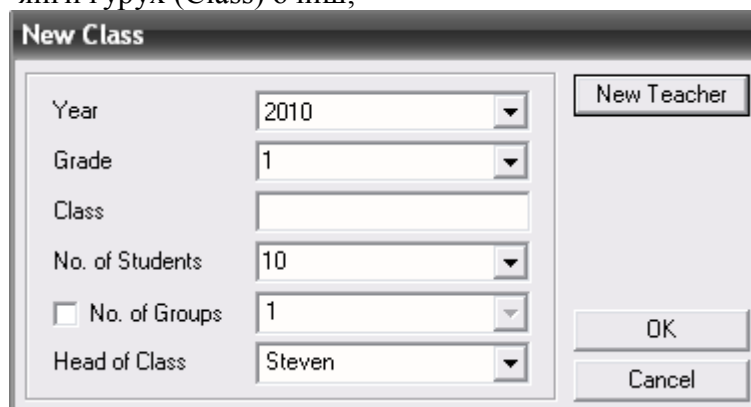 (Class)
New Class
New Teacher
Year 2010
Grade 1
Class
No. of Students 10
No. of Groups 1
OK
Head of Class Steven
Cancel